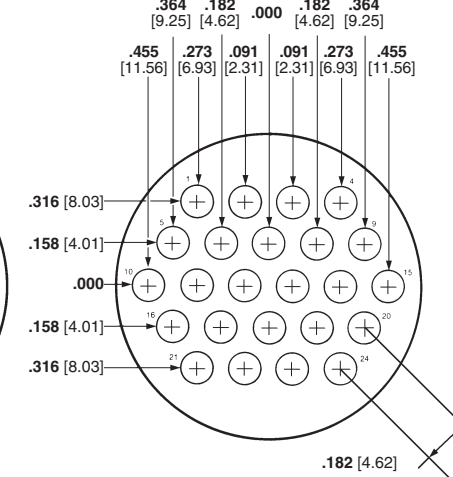 .364 .182 .000 .182 .364
[9.25] [4.62] [4.62] [9.25]
.455 .273 .091 .091 .273 .455
[11.56] [6.93] [2.31] [2.31] [6.93] [11.56]
1 4
.316 [8.03]
5 9
.158 [4.01]
10 15
.000
16 20
.158 [4.01]
21 24
.316 [8.03]
.182 [4.62]